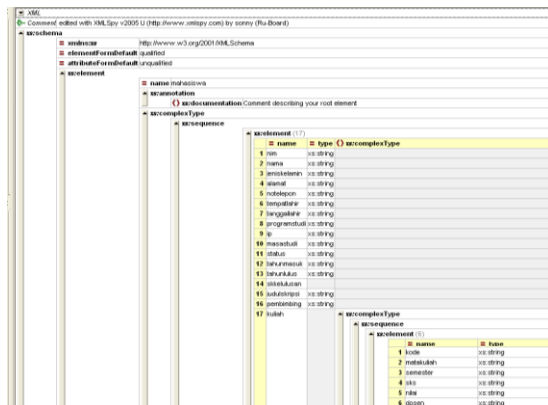 XML
Comment edited with XMLSpy v2005 U (http://www.xmlspy.com) by sonny (Ru-Board)
xs:schema
xmlns:xs http://www.w3.org/2001/XMLSchema
elementFormDefault qualified
attributeFormDefault unqualified
xs:element
name mahasiswa
xs:annotation
xs:documentation Comment describing your root element
xs:complexType
xs:sequence
xs:element (17)
name type xs:complexType
1 nim xs:string
2 nama xs:string
3 jeniskelamin xs:string
4 alamat xs:string
5 notelepon xs:string
6 tempatlahir xs:string
7 tanggallahir xs:string
8 programstudi xs:string
9 ip xs:string
10 masastudi xs:string
11 status xs:string
12 tahunmasuk xs:string
13 tahunlulus xs:string
14 skkelulusan
15 judulskripsi xs:string
16 pembimbing xs:string
17 kuliah xs:complexType
xs:sequence
xs:element (6)
name type
1 kode xs:string
2 matakuliah xs:string
3 semester xs:string
4 sks xs:string
5 nilai xs:string
6 dosen xs:string